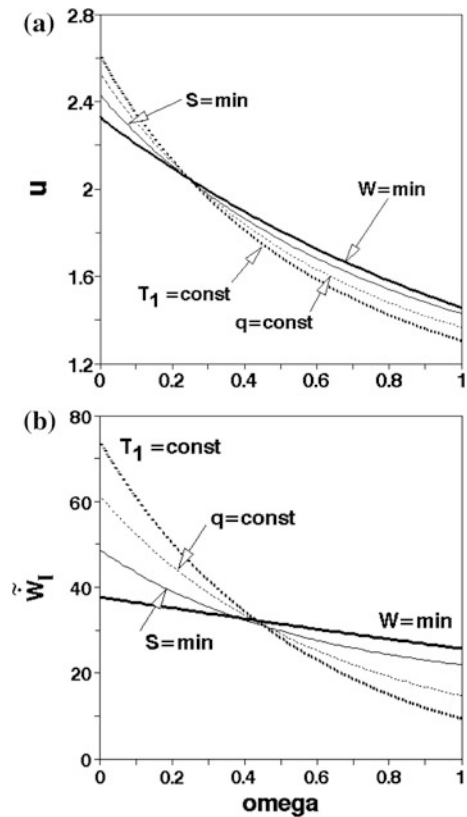 (a)
2.8
2.4
2
1.6
1.2
u
S=min
W=min
T₁ =const
q=const
0
0.2
0.4
0.6
0.8
1
(b)
80
60
40
20
0
W̃̇ₗ
T₁ =const
q=const
S=min
W=min
0
0.2
0.4
0.6
0.8
1
omega